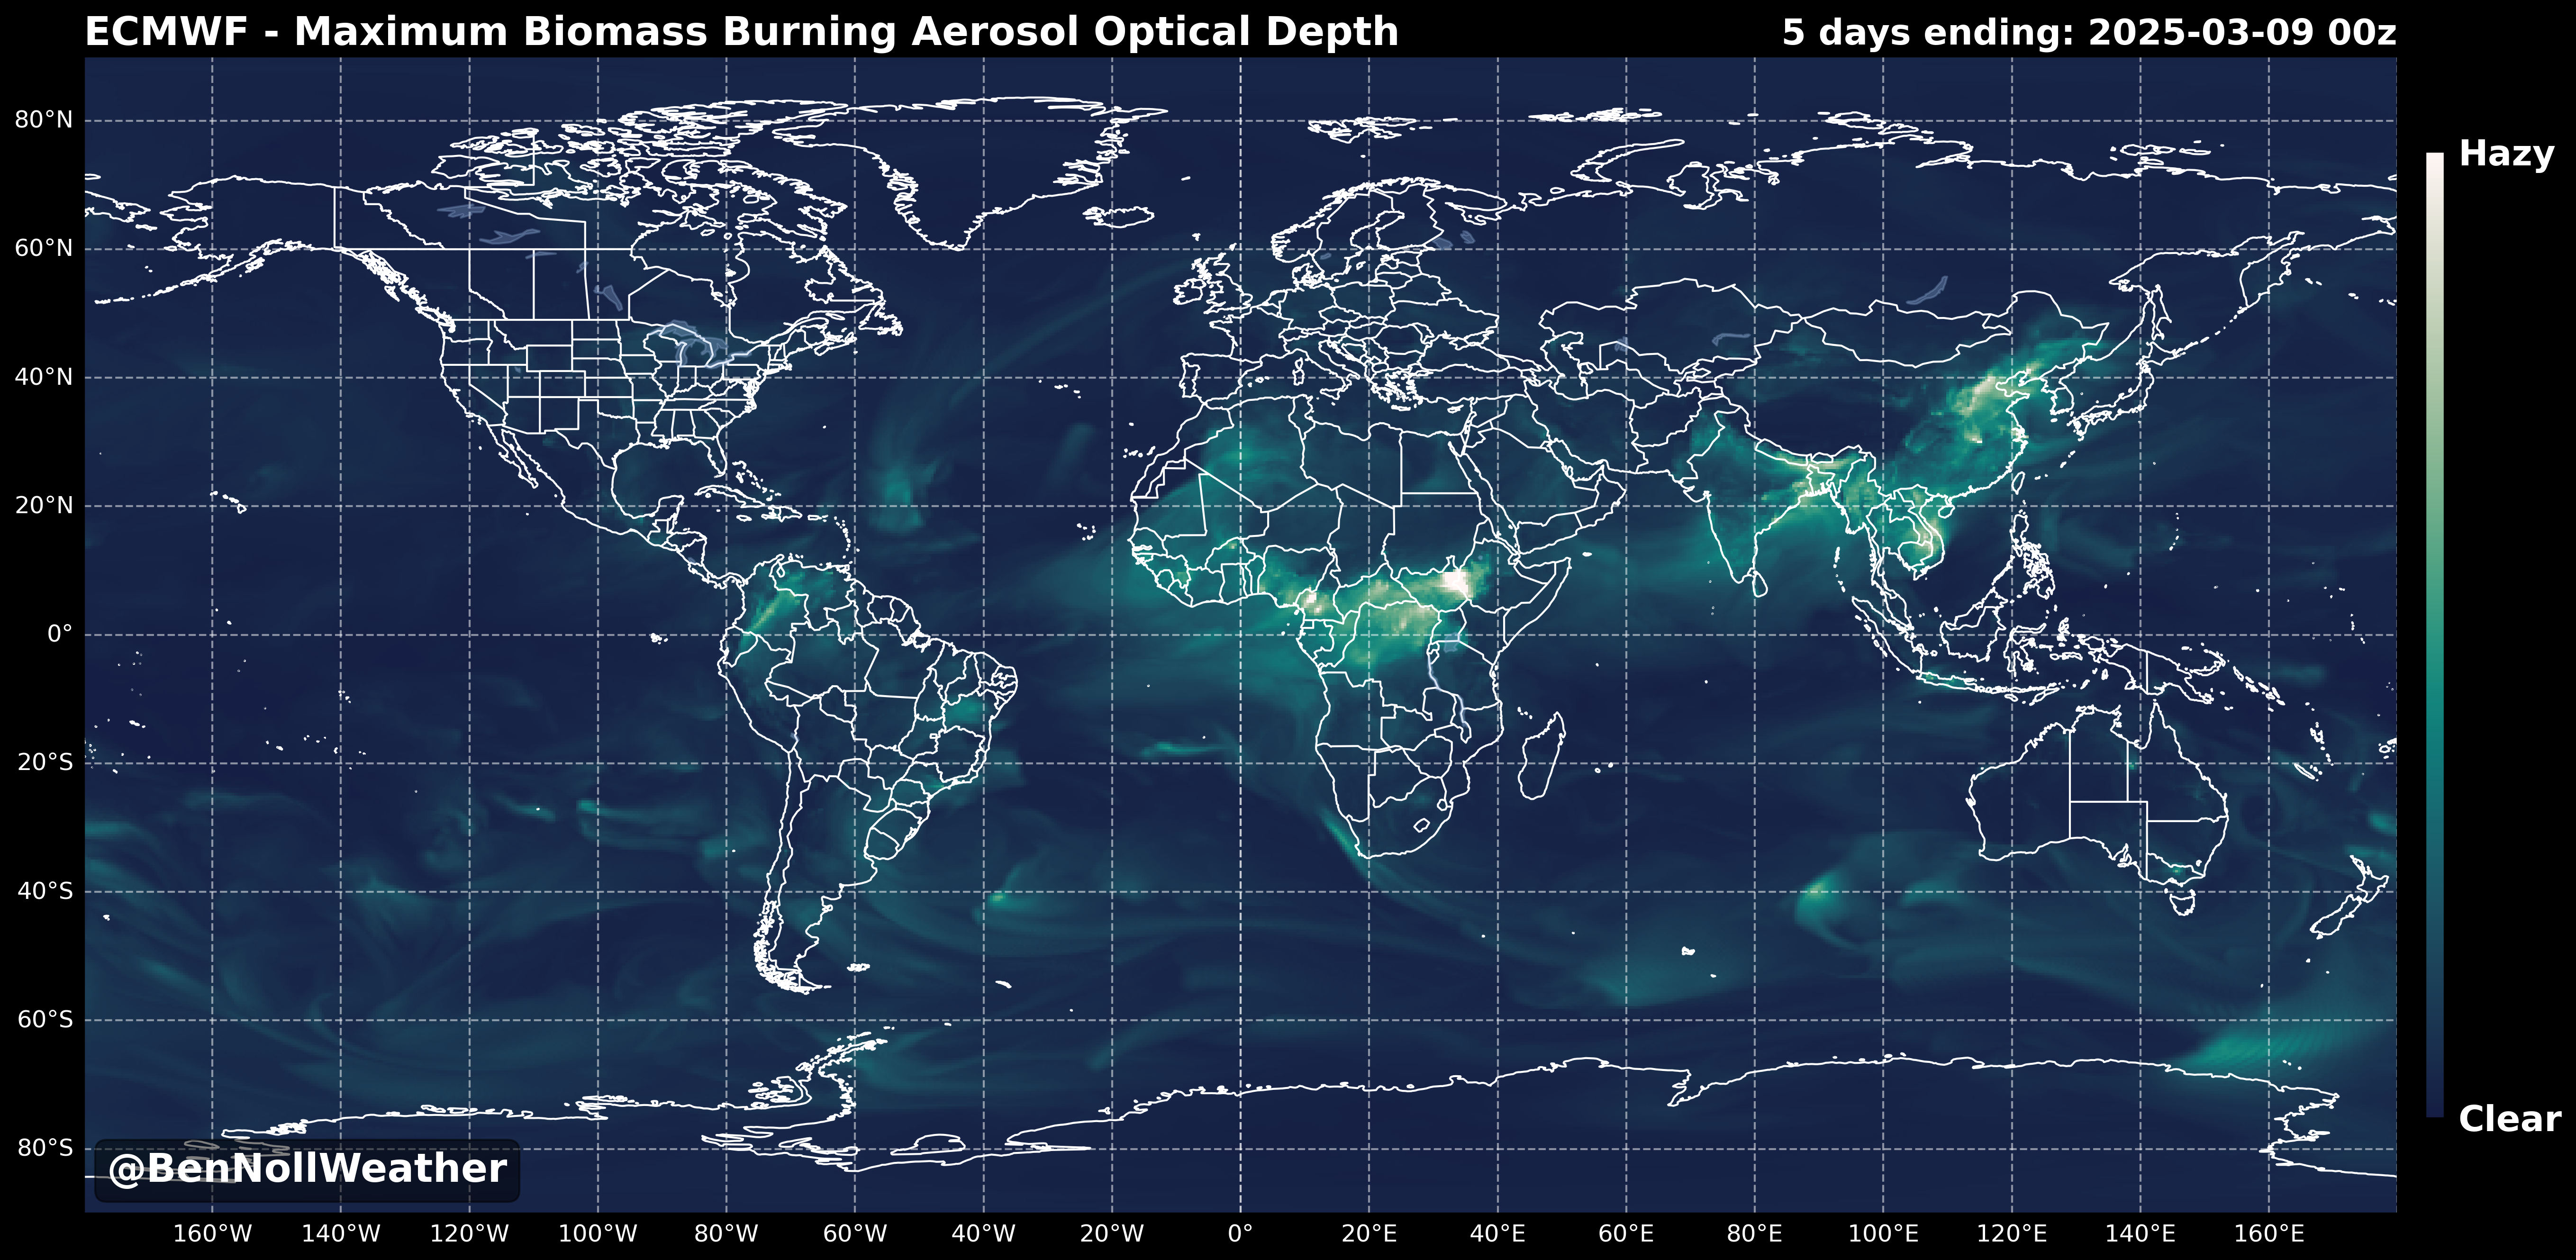 ECMWF - Maximum Biomass Burning Aerosol Optical Depth
5 days ending: 2025-03-09 00z
80°N
60°N
40°N
20°N
0°
20°S
40°S
60°S
80°S
Hazy
Clear
@BenNollWeather
160°W 140°W 120°W 100°W 80°W 60°W 40°W 20°W 0° 20°E 40°E 60°E 80°E 100°E 120°E 140°E 160°E